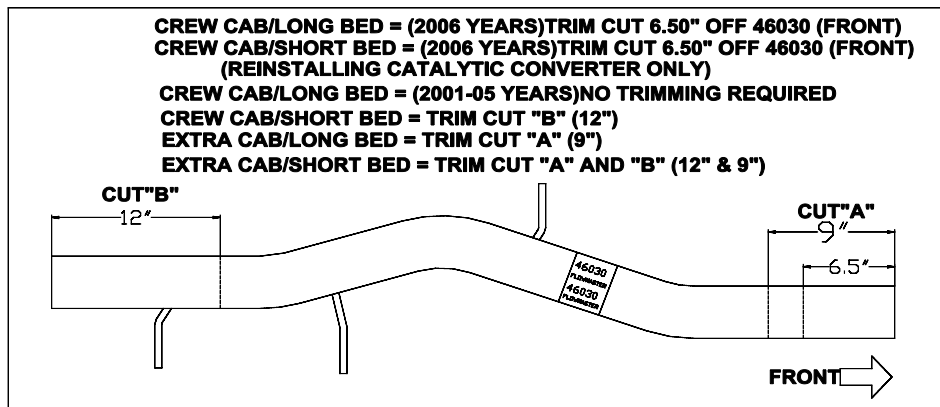 CREW CAB/LONG BED = (2006 YEARS)TRIM CUT 6.50" OFF 46030 (FRONT)
CREW CAB/SHORT BED = (2006 YEARS)TRIM CUT 6.50" OFF 46030 (FRONT)
(REINSTALLING CATALYTIC CONVERTER ONLY)
CREW CAB/LONG BED = (2001-05 YEARS)NO TRIMMING REQUIRED
CREW CAB/SHORT BED = TRIM CUT "B" (12")
EXTRA CAB/LONG BED = TRIM CUT "A" (9")
EXTRA CAB/SHORT BED = TRIM CUT "A" AND "B" (12" & 9")
CUT"B"
12"
CUT"A"
9"
6.5"
46030
FLOWMASTER
46030
FLOWMASTER
FRONT